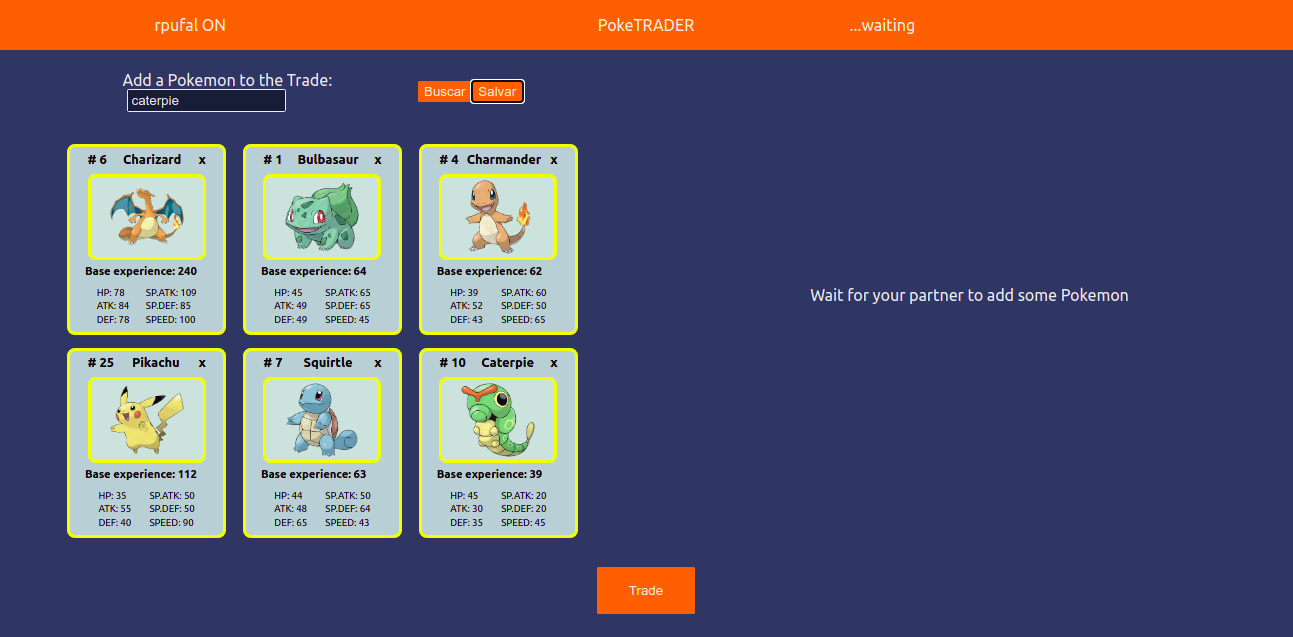 rpufal ON PokeTRADER ...waiting
Add a Pokemon to the Trade:
caterpie Buscar Salvar
# 6 Charizard x
Base experience: 240
HP: 78 SP.ATK: 109
ATK: 84 SP.DEF: 85
DEF: 78 SPEED: 100
# 1 Bulbasaur x
Base experience: 64
HP: 45 SP.ATK: 65
ATK: 49 SP.DEF: 65
DEF: 49 SPEED: 45
# 4 Charmander x
Base experience: 62
HP: 39 SP.ATK: 60
ATK: 52 SP.DEF: 50
DEF: 43 SPEED: 65
# 25 Pikachu x
Base experience: 112
HP: 35 SP.ATK: 50
ATK: 55 SP.DEF: 50
DEF: 40 SPEED: 90
# 7 Squirtle x
Base experience: 63
HP: 44 SP.ATK: 50
ATK: 48 SP.DEF: 64
DEF: 65 SPEED: 43
# 10 Caterpie x
Base experience: 39
HP: 45 SP.ATK: 20
ATK: 30 SP.DEF: 20
DEF: 35 SPEED: 45
Wait for your partner to add some Pokemon
Trade